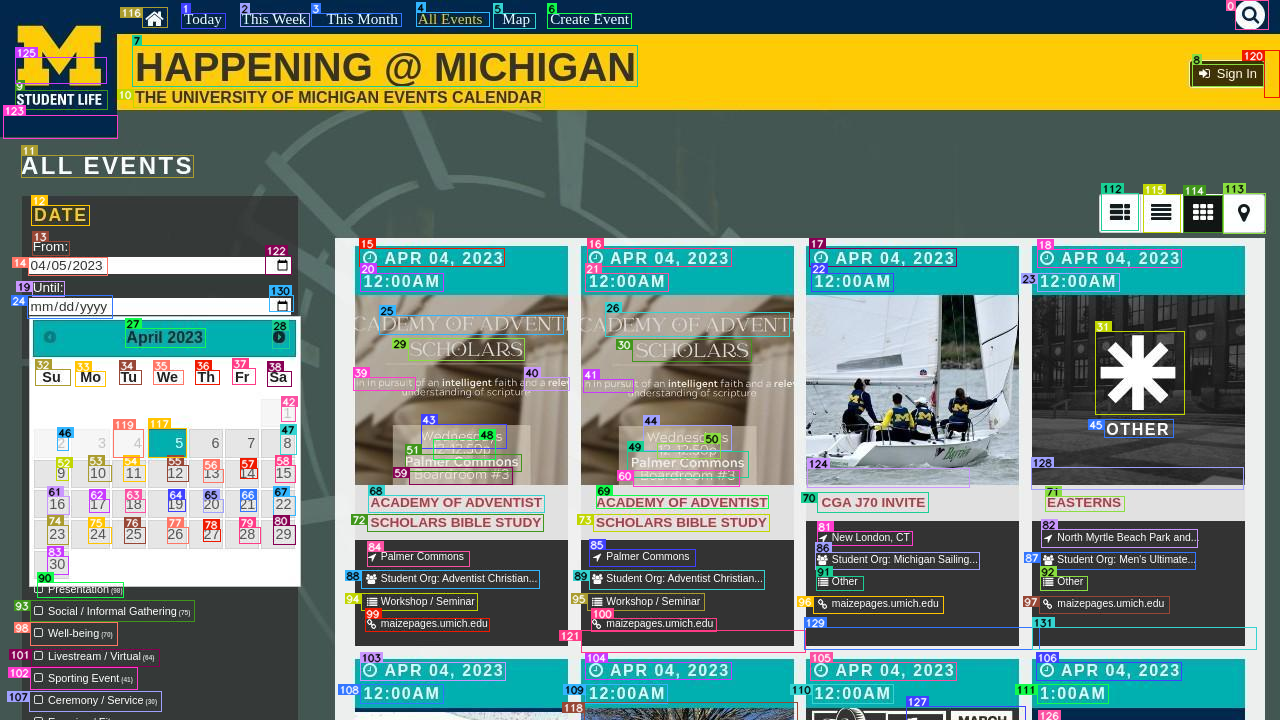 Today This Week This Month All Events Map Create Event
HAPPENING @ MICHIGAN
THE UNIVERSITY OF MICHIGAN EVENTS CALENDAR
Sign In
STUDENT LIFE
ALL EVENTS
DATE
From:
04/05/2023
Until:
mm/dd/yyyy
April 2023
Su Mo Tu We Th Fr Sa
1
2 3 4 5 6 7 8
9 10 11 12 13 14 15
16 17 18 19 20 21 22
23 24 25 26 27 28 29
30
Presentation (98)
Social / Informal Gathering (75)
Well-being (70)
Livestream / Virtual (64)
Sporting Event (41)
Ceremony / Service (30)
APR 04, 2023
12:00AM
SCHOLARS
in pursuit of an intelligent faith and a
understanding of scripture
Wednesdays
12-12:50p
Palmer Commons
Boardroom #3
ACADEMY OF ADVENTIST
SCHOLARS BIBLE STUDY
Palmer Commons
Student Org: Adventist Christian...
Workshop / Seminar
maizepages.umich.edu
APR 04, 2023
12:00AM
SCHOLARS
in pursuit of an intelligent faith and a
understanding of scripture
Wednesdays
12-12:50p
Palmer Commons
Boardroom #3
ACADEMY OF ADVENTIST
SCHOLARS BIBLE STUDY
Palmer Commons
Student Org: Adventist Christian...
Workshop / Seminar
maizepages.umich.edu
APR 04, 2023
12:00AM
CGA J70 INVITE
New London, CT
Student Org: Michigan Sailing...
Other
maizepages.umich.edu
APR 04, 2023
12:00AM
OTHER
EASTERNS
North Myrtle Beach Park and...
Student Org: Men's Ultimate...
Other
maizepages.umich.edu
APR 04, 2023
12:00AM
APR 04, 2023
12:00AM
APR 04, 2023
12:00AM
MARCH
APR 04, 2023
1:00AM